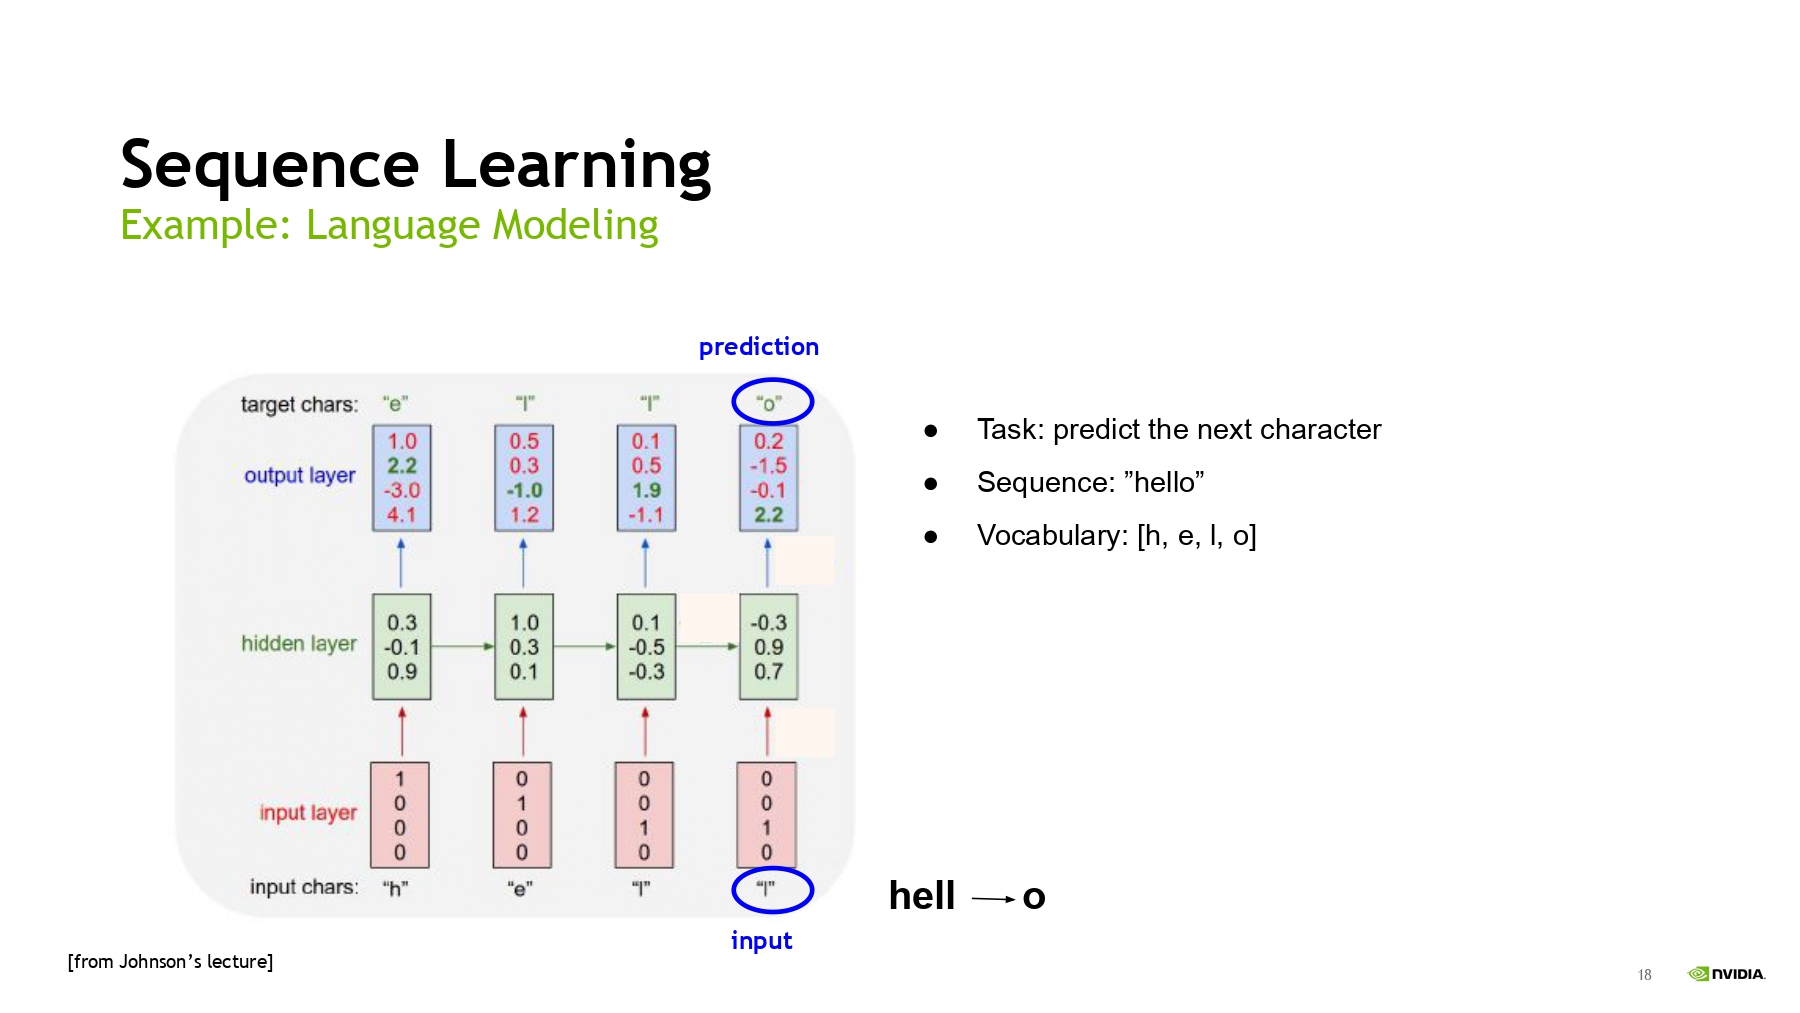 Sequence Learning
Example: Language Modeling
prediction
target chars: “e” “l” “l” “o”
output layer
1.0 0.5 0.1 0.2
2.2 0.3 0.5 -1.5
-3.0 -1.0 1.9 -0.1
4.1 1.2 -1.1 2.2
hidden layer
0.3 1.0 0.1 -0.3
-0.1 0.3 -0.5 0.9
0.9 0.1 -0.3 0.7
input layer
1 0 0 0
0 1 0 0
0 0 1 1
0 0 0 0
input chars: “h” “e” “l” “l”
input
● Task: predict the next character
● Sequence: ”hello”
● Vocabulary: [h, e, l, o]
hell → o
[from Johnson’s lecture]
18
NVIDIA.